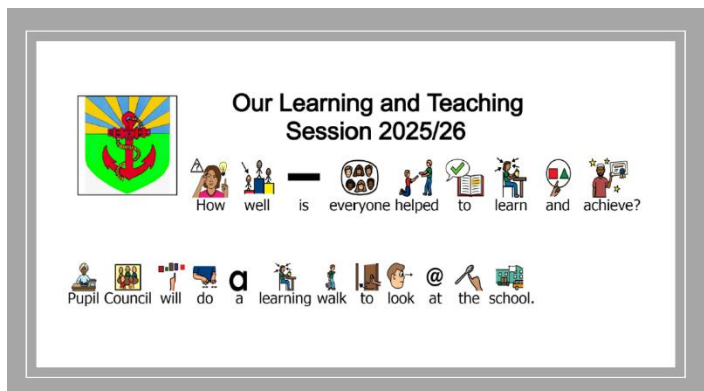 Our Learning and Teaching
Session 2025/26
How well is everyone helped to learn and achieve?
Pupil Council will do a learning walk to look at the school.